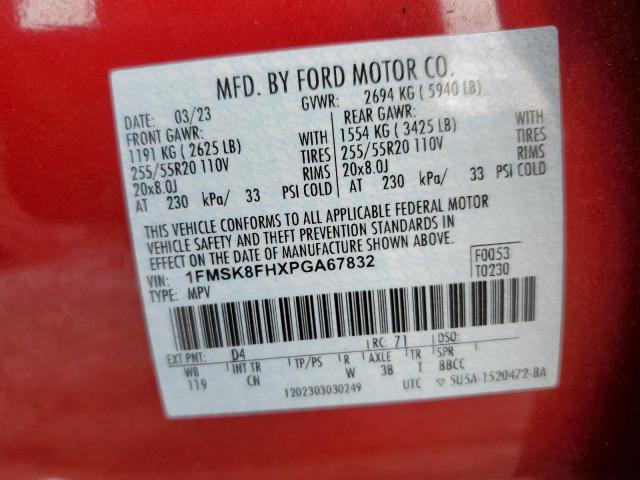 MFD. BY FORD MOTOR CO.
DATE: 03/23 GVWR: 2694 KG ( 5940 LB)
FRONT GAWR: REAR GAWR:
1191 KG ( 2625 LB) WITH 1554 KG ( 3425 LB) WITH
255/55R20 110V TIRES 255/55R20 110V TIRES
20x8.0J RIMS 20x8.0J RIMS
AT 230 kPa/ 33 PSI COLD AT 230 kPa/ 33 PSI COLD
THIS VEHICLE CONFORMS TO ALL APPLICABLE FEDERAL MOTOR
VEHICLE SAFETY AND THEFT PREVENTION STANDARDS IN
EFFECT ON THE DATE OF MANUFACTURE SHOWN ABOVE.
VIN: 1FMSK8FHXPGA67832 F0053
TYPE: MPV T0230
EXT PNT: D4 RC: 71 DSO:
WB INT TR TP/PS R AXLE TR SPR
119 CN W 3B T BBCC
1202303030249 UTC ▽ 5U5A-1520472-BA